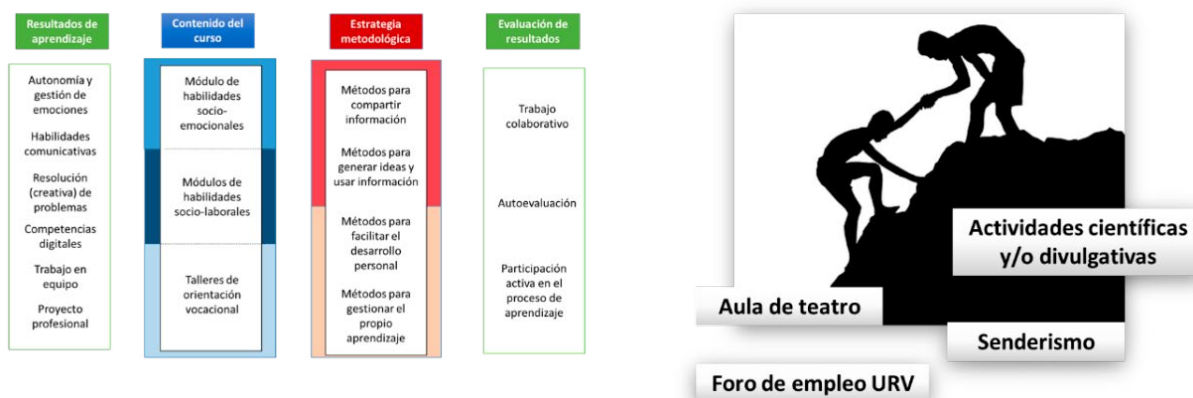 Resultados de
aprendizaje
Autonomía y
gestión de
emociones
Habilidades
comunicativas
Resolución
(creativa) de
problemas
Competencias
digitales
Trabajo en
equipo
Proyecto
profesional
Contenido del
curso
Módulo de
habilidades
socio-
emocionales
Módulos de
habilidades
socio-laborales
Talleres de
orientación
vocacional
Estrategia
metodológica
Métodos para
compartir
información
Métodos para
generar ideas y
usar información
Métodos para
facilitar el
desarrollo
personal
Métodos para
gestionar el
propio
aprendizaje
Evaluación de
resultados
Trabajo
colaborativo
Autoevaluación
Participación
activa en el
proceso de
aprendizaje
Actividades científicas
y/o divulgativas
Aula de teatro
Senderismo
Foro de empleo URV